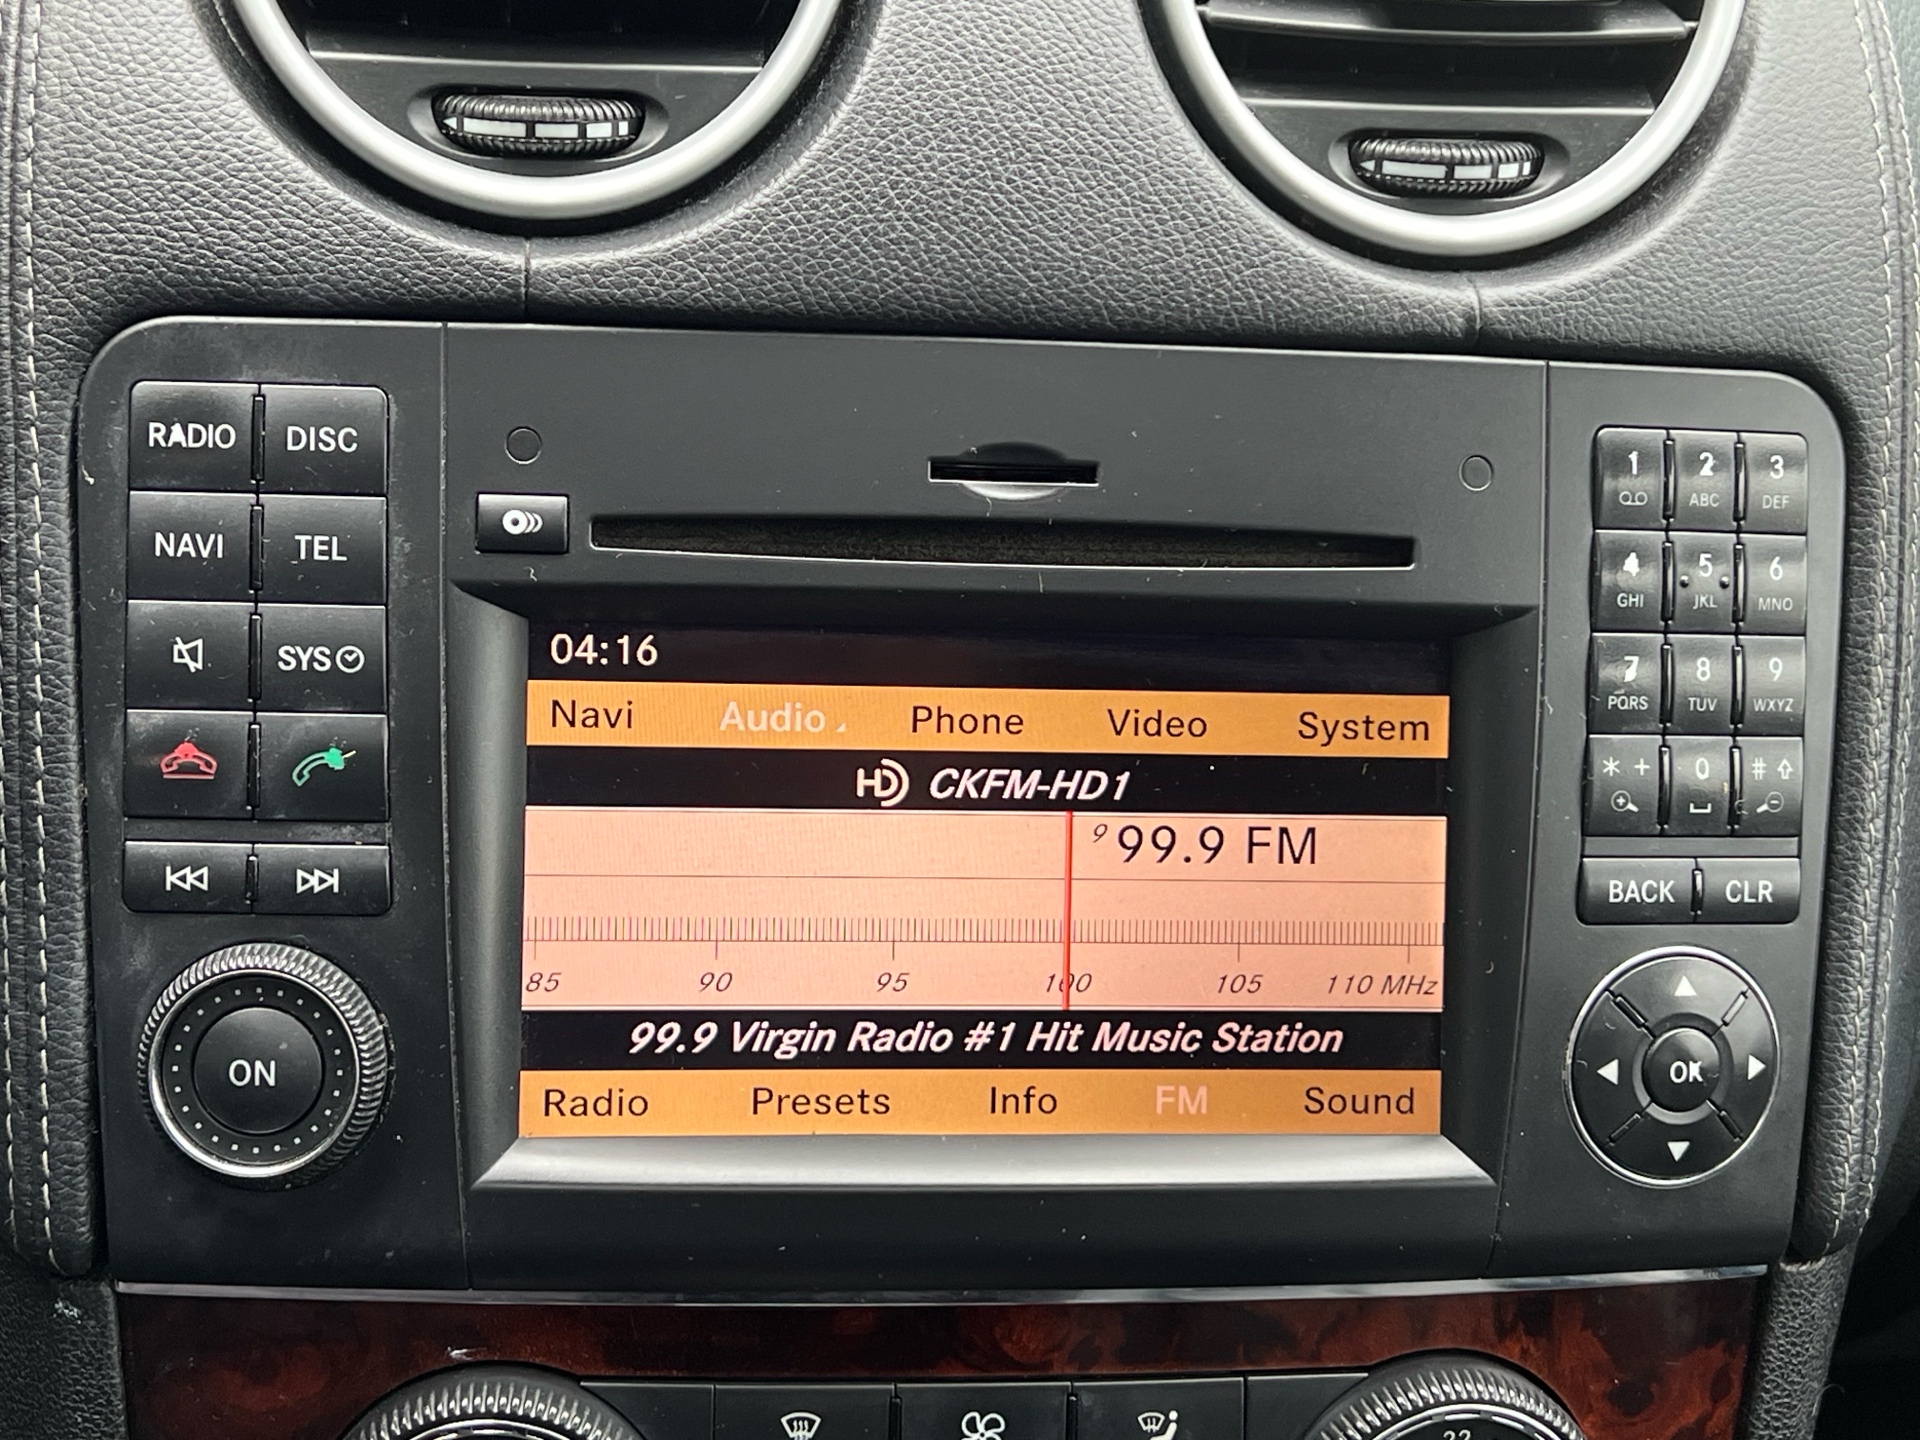 RADIO DISC
NAVI TEL
SYS
ON
1 2 ABC 3 DEF
4 GHI 5 JKL 6 MNO
7 PQRS 8 TUV 9 WXYZ
* + 0 #
BACK CLR
OK
04:16
Navi Audio Phone Video System
HD CKFM-HD1
9 99.9 FM
85 90 95 100 105 110 MHz
99.9 Virgin Radio #1 Hit Music Station
Radio Presets Info FM Sound
22